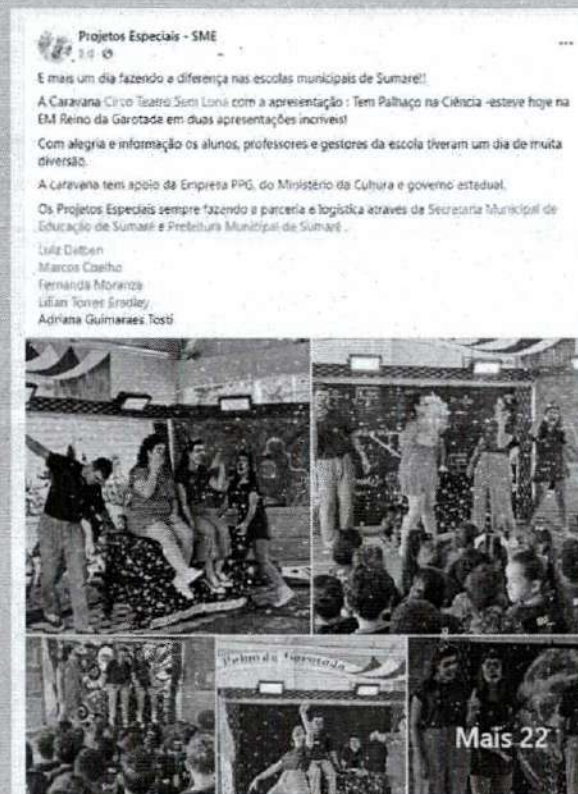 Projetos Especiais - SME
E mais um dia fazendo a diferença nas escolas municipais de Sumaré!!
A Caravana Circo Teatro Sem Lona com a apresentação : Tem Palhaço na Ciência -esteve hoje na
EM Reino da Garotada em duas apresentações incríveis!
Com alegria e informação os alunos, professores e gestores da escola tiveram um dia de muita
diversão.
A caravana tem apoio da Empresa PPG, do Ministério da Cultura e governo estadual.
Os Projetos Especiais sempre fazendo a parceria e logística através da Secretaria Municipal de
Educação de Sumaré e Prefeitura Municipal de Sumaré .
Luiz Dalben
Marcos Coelho
Fernanda Moranza
Lilian Torres Bradley
Adriana Guimaraes Tosti
Garotada
Mais 22